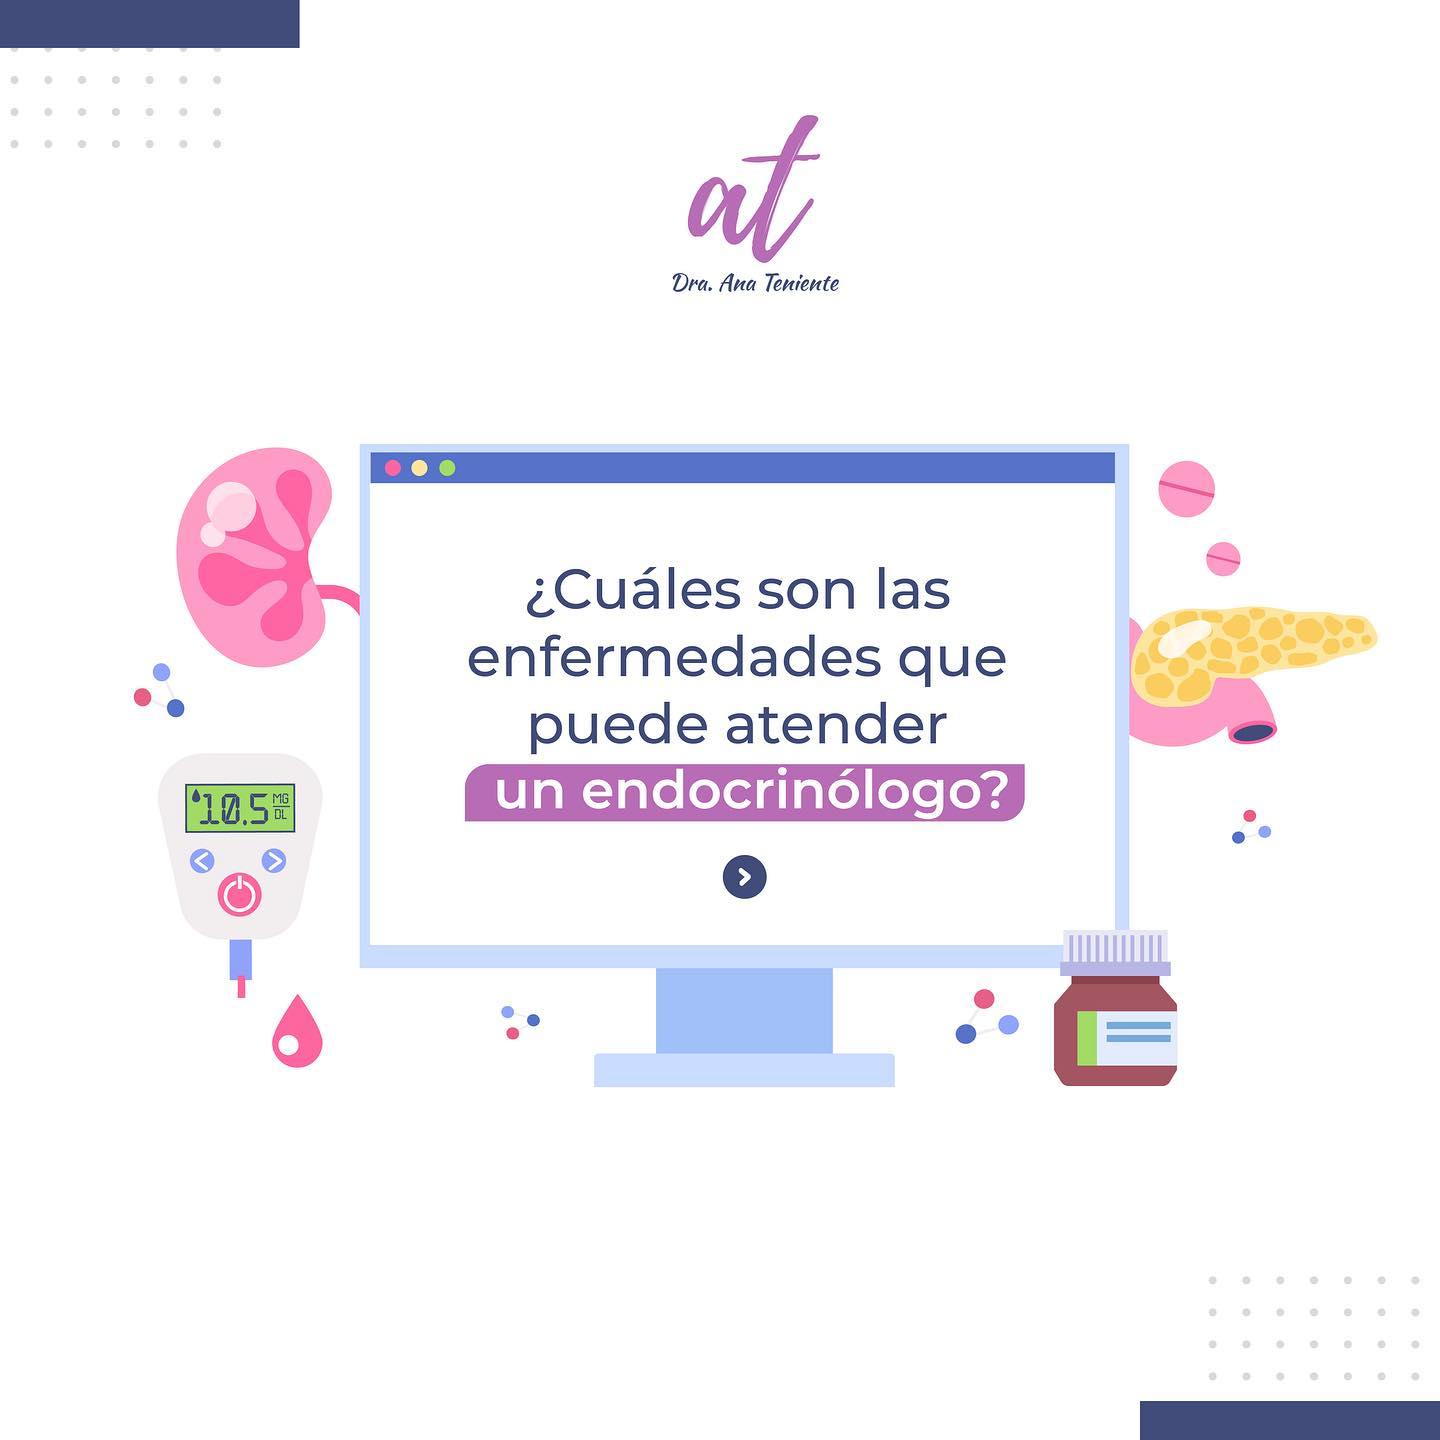 at
Dra. Ana Teniente
¿Cuáles son las
enfermedades que
puede atender
un endocrinólogo?
10.5 MG
DL